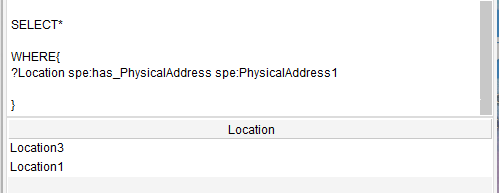 SELECT*
WHERE{
?Location spe:has_PhysicalAddress spe:PhysicalAddress1
}
Location
Location3
Location1